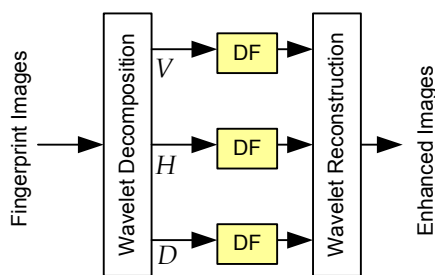 Fingerprint Images
Wavelet Decomposition
V
DF
H
DF
D
DF
Wavelet Reconstruction
Enhanced Images